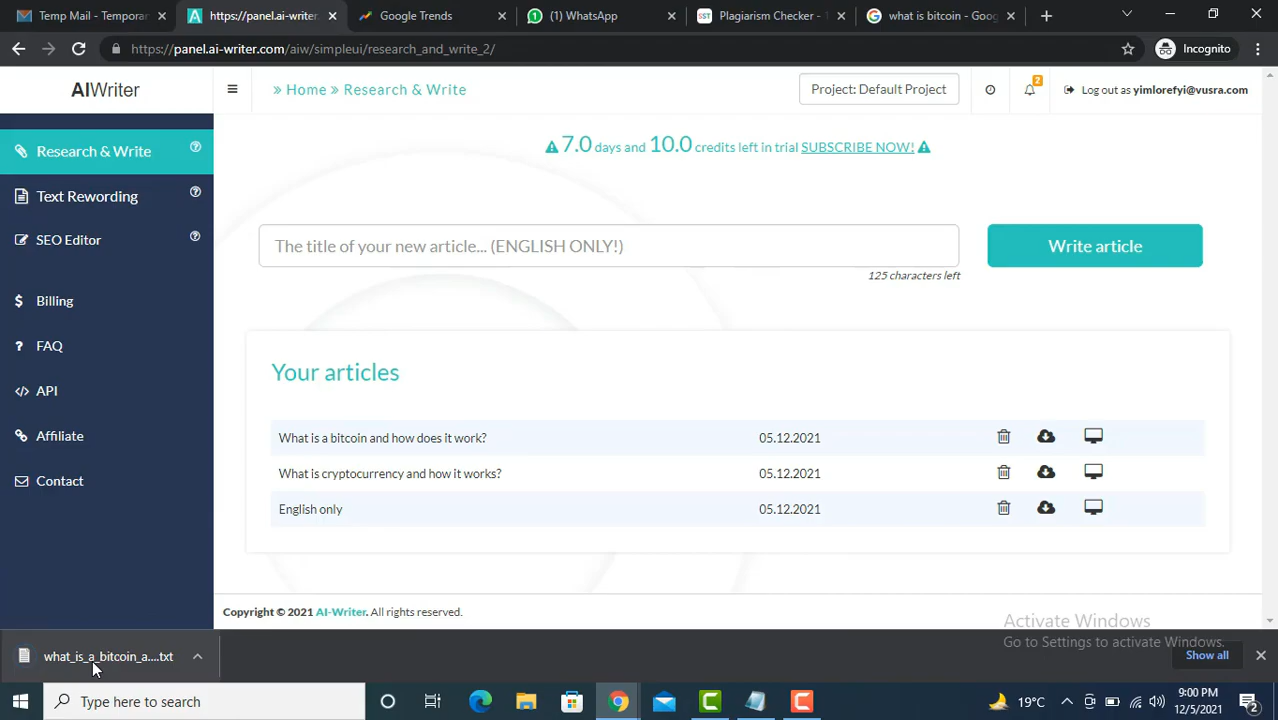 Temp Mail - Temporar
https://panel.ai-writer.
Google Trends
(1) WhatsApp
SST
Plagiarism Checker - 1
what is bitcoin - Goog
https://panel.ai-writer.com/aiw/simpleui/research_and_write_2/
Incognito
AIWriter
» Home » Research & Write
Project: Default Project
2
Log out as yimlorefyi@vusra.com
Research & Write
Text Rewording
SEO Editor
Billing
FAQ
API
Affiliate
Contact
7.0 days and 10.0 credits left in trial SUBSCRIBE NOW!
The title of your new article... (ENGLISH ONLY!)
Write article
125 characters left
Your articles
What is a bitcoin and how does it work? 05.12.2021
What is cryptocurrency and how it works? 05.12.2021
English only 05.12.2021
Copyright © 2021 AI-Writer. All rights reserved.
Activate Windows
Go to Settings to activate Windows.
what_is_a_bitcoin_a....txt
Show all
Type here to search
19°C
9:00 PM
12/5/2021
2